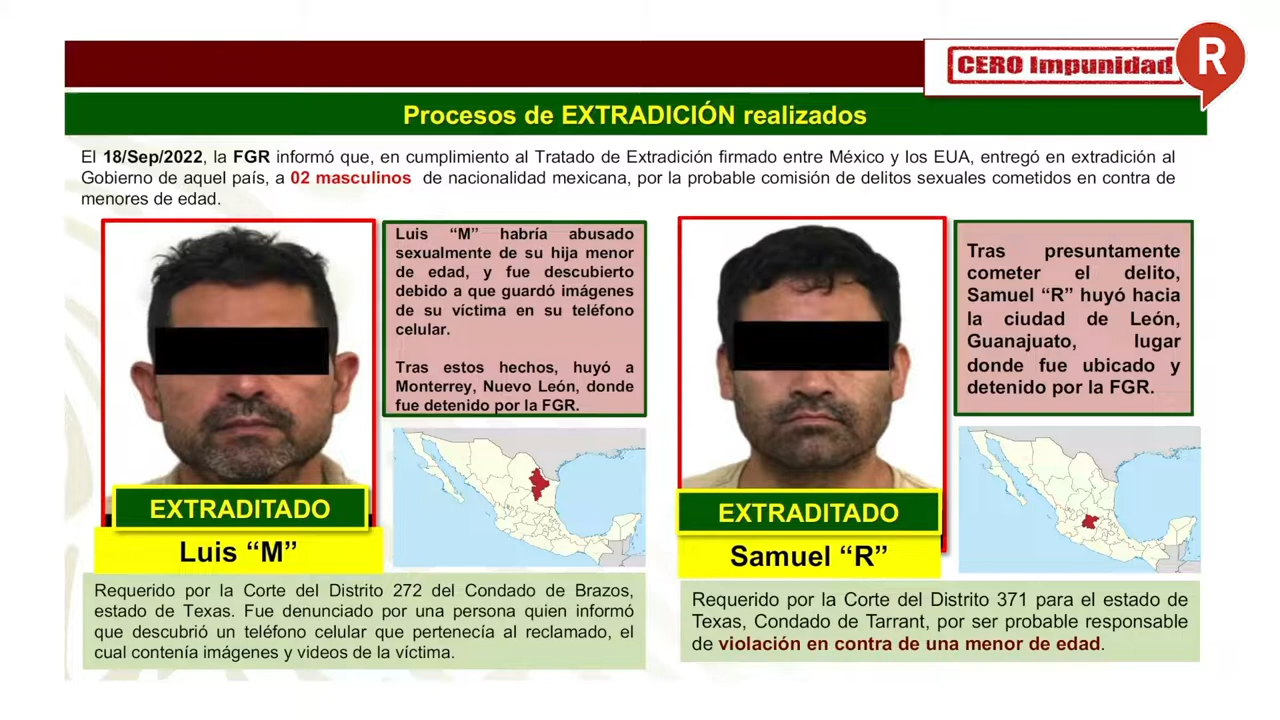 CERO Impunidad
R
Procesos de EXTRADICIÓN realizados
El 18/Sep/2022, la FGR informó que, en cumplimiento al Tratado de Extradición firmado entre México y los EUA, entregó en extradición al
Gobierno de aquel país, a 02 masculinos de nacionalidad mexicana, por la probable comisión de delitos sexuales cometidos en contra de
menores de edad.
Luis “M” habría abusado
sexualmente de su hija menor
de edad, y fue descubierto
debido a que guardó imágenes
de su víctima en su teléfono
celular.
Tras estos hechos, huyó a
Monterrey, Nuevo León, donde
fue detenido por la FGR.
EXTRADITADO
Luis “M”
Requerido por la Corte del Distrito 272 del Condado de Brazos,
estado de Texas. Fue denunciado por una persona quien informó
que descubrió un teléfono celular que pertenecía al reclamado, el
cual contenía imágenes y videos de la víctima.
Tras presuntamente
cometer el delito,
Samuel “R” huyó hacia
la ciudad de León,
Guanajuato, lugar
donde fue ubicado y
detenido por la FGR.
EXTRADITADO
Samuel “R”
Requerido por la Corte del Distrito 371 para el estado de
Texas, Condado de Tarrant, por ser probable responsable
de violación en contra de una menor de edad.